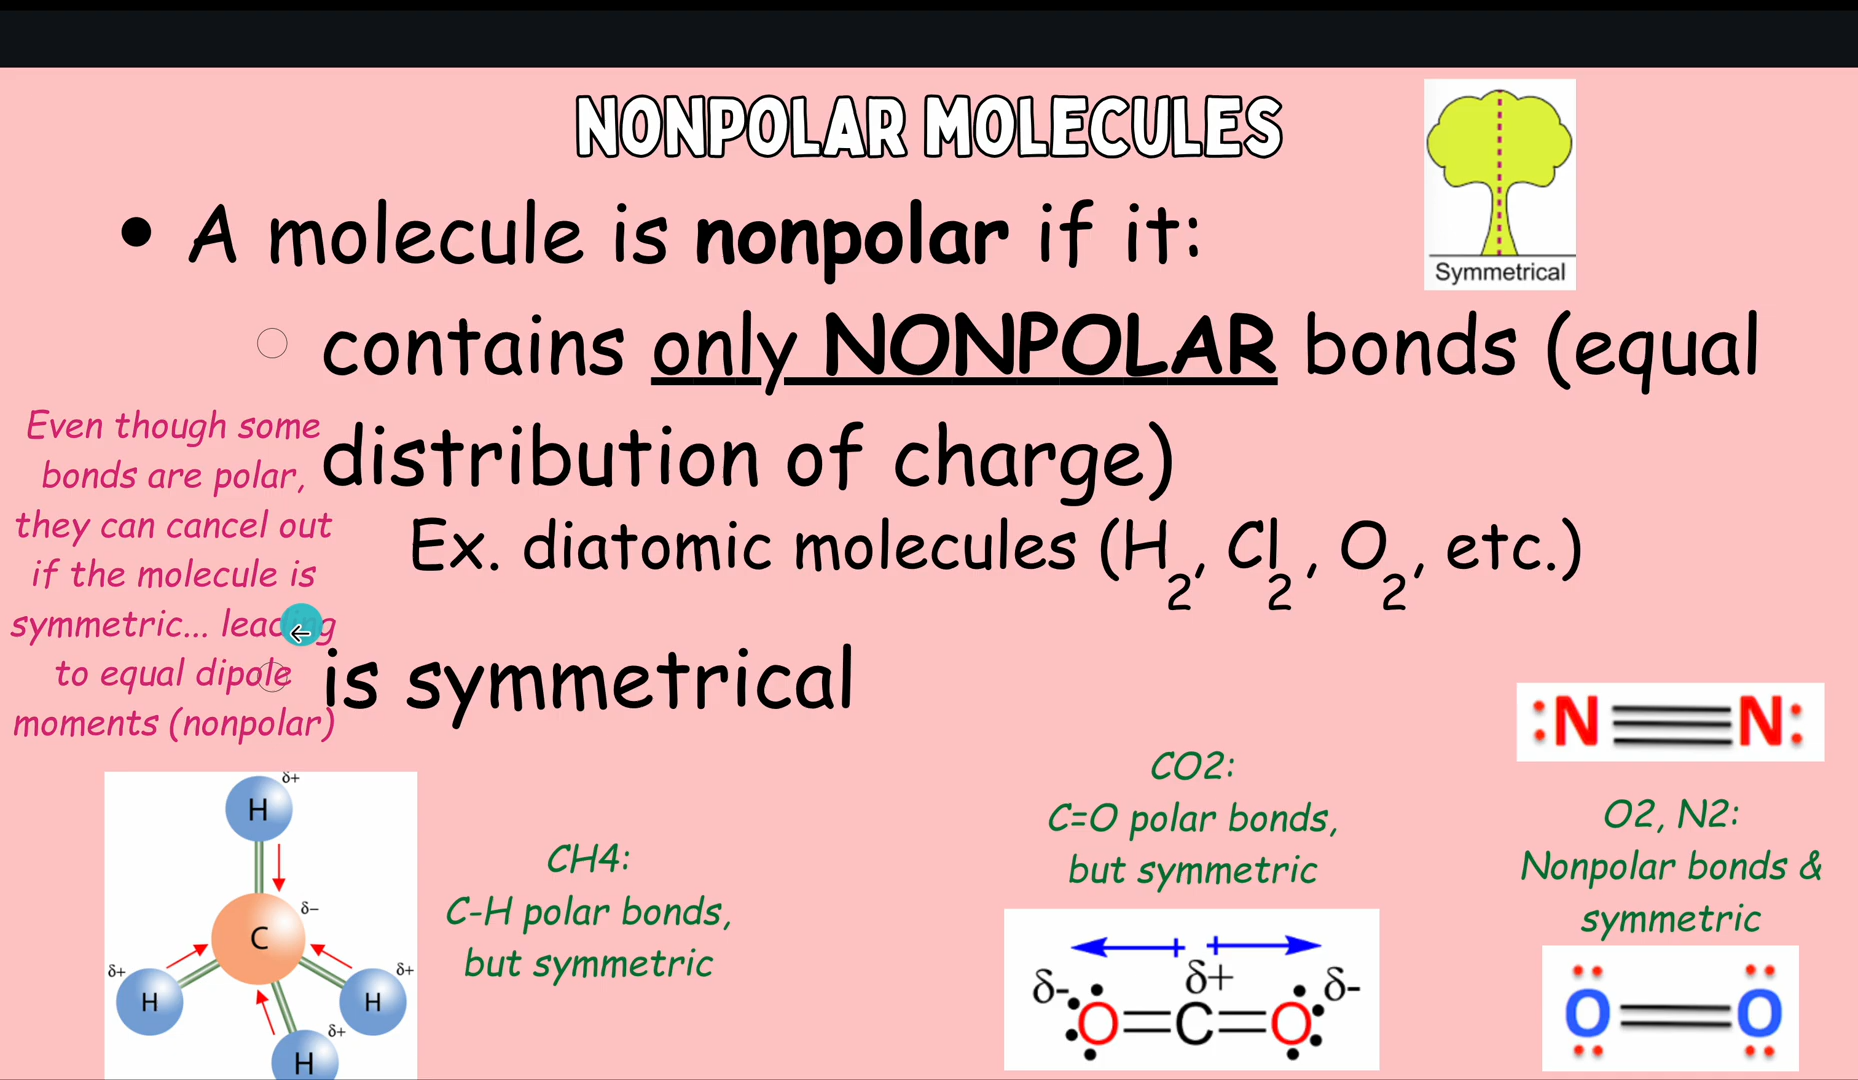 NONPOLAR MOLECULES
Symmetrical
• A molecule is nonpolar if it:
○ contains only NONPOLAR bonds (equal
distribution of charge)
Ex. diatomic molecules (H2, Cl2, O2, etc.)
○ is symmetrical
Even though some
bonds are polar,
they can cancel out
if the molecule is
symmetric... leading
to equal dipole
moments (nonpolar)
H δ+
δ-
C
δ+ H
H δ+
H δ+
CH4:
C-H polar bonds,
but symmetric
CO2:
C=O polar bonds,
but symmetric
δ- δ+ δ-
O=C=O
:N≡N:
O2, N2:
Nonpolar bonds &
symmetric
O=O